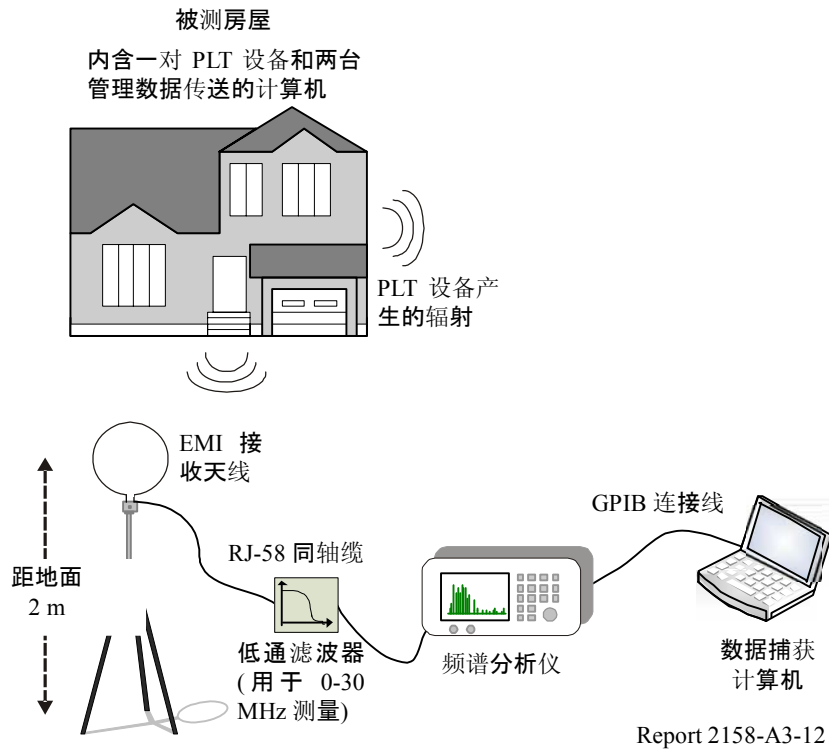 被测房屋
内含一对 PLT 设备和两台
管理数据传送的计算机
PLT 设备产
生的辐射
EMI 接
收天线
GPIB 连接线
RJ-58 同轴缆
距地面
2 m
低通滤波器
(用于 0-30
MHz 测量)
频谱分析仪
数据捕获
计算机
Report 2158-A3-12